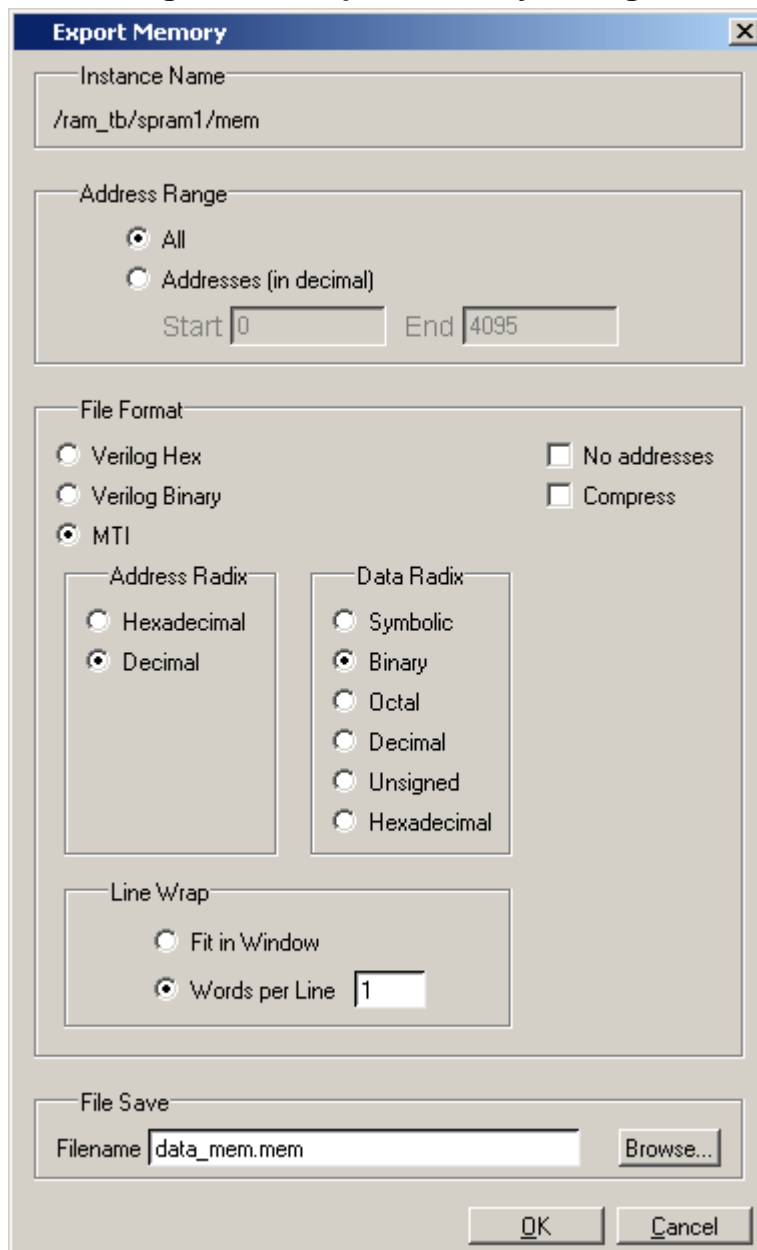 Export Memory
Instance Name
/ram_tb/spram1/mem
Address Range
All
Addresses (in decimal)
Start 0 End 4095
File Format
Verilog Hex No addresses
Verilog Binary Compress
MTI
Address Radix Data Radix
Hexadecimal Symbolic
Decimal Binary
Octal
Decimal
Unsigned
Hexadecimal
Line Wrap
Fit in Window
Words per Line 1
File Save
Filename data_mem.mem Browse...
OK Cancel